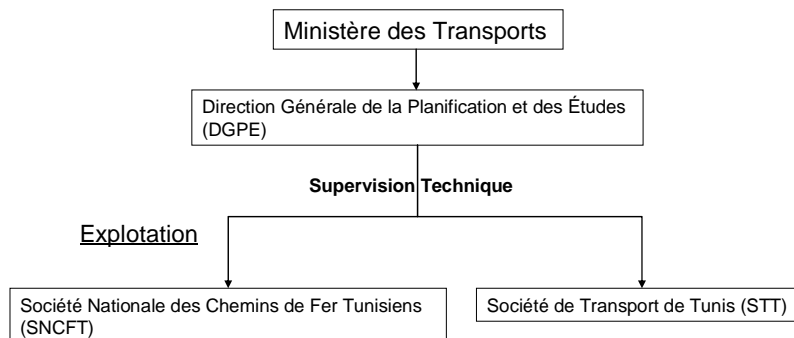 Ministère des Transports
Direction Générale de la Planification et des Études
(DGPE)
Supervision Technique
Explotation
Société Nationale des Chemins de Fer Tunisiens
(SNCFT)
Société de Transport de Tunis (STT)